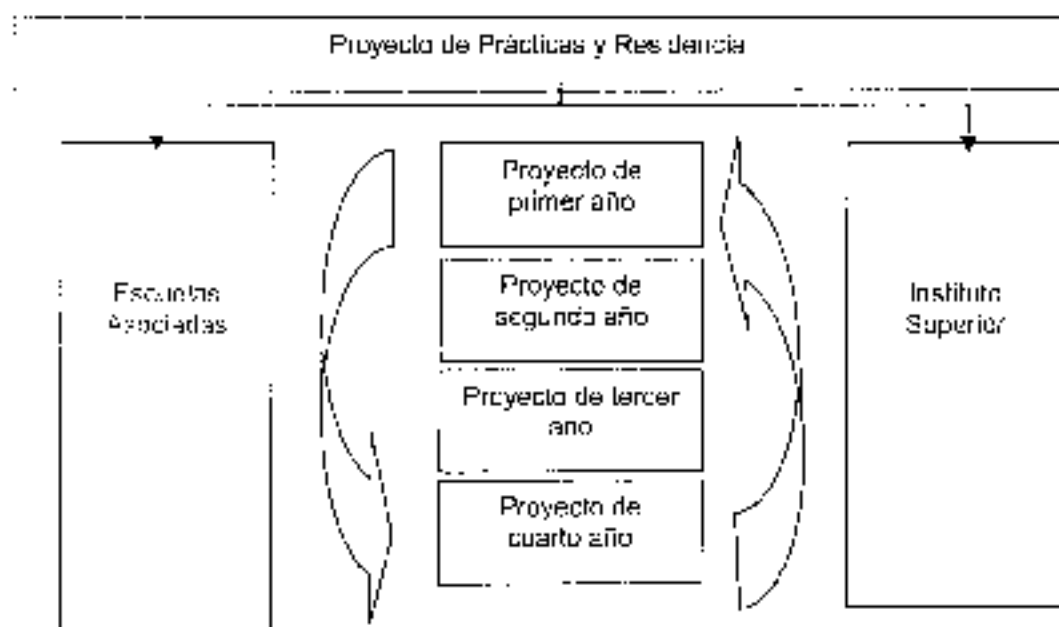 Proyecto de Prácticas y Residencia
Proyecto de
primer año
Escuelas
Asociadas
Proyecto de
segundo año
Instituto
Superior
Proyecto de tercer
año
Proyecto de
cuarto año